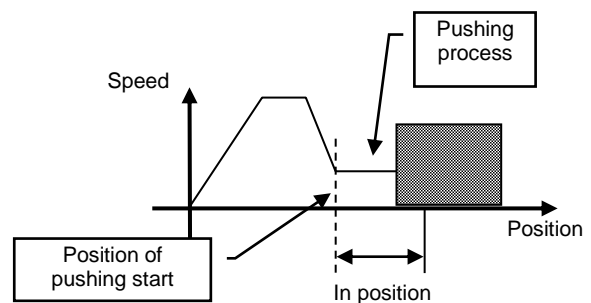 Pushing
process
Speed
Position
Position of
pushing start
In position